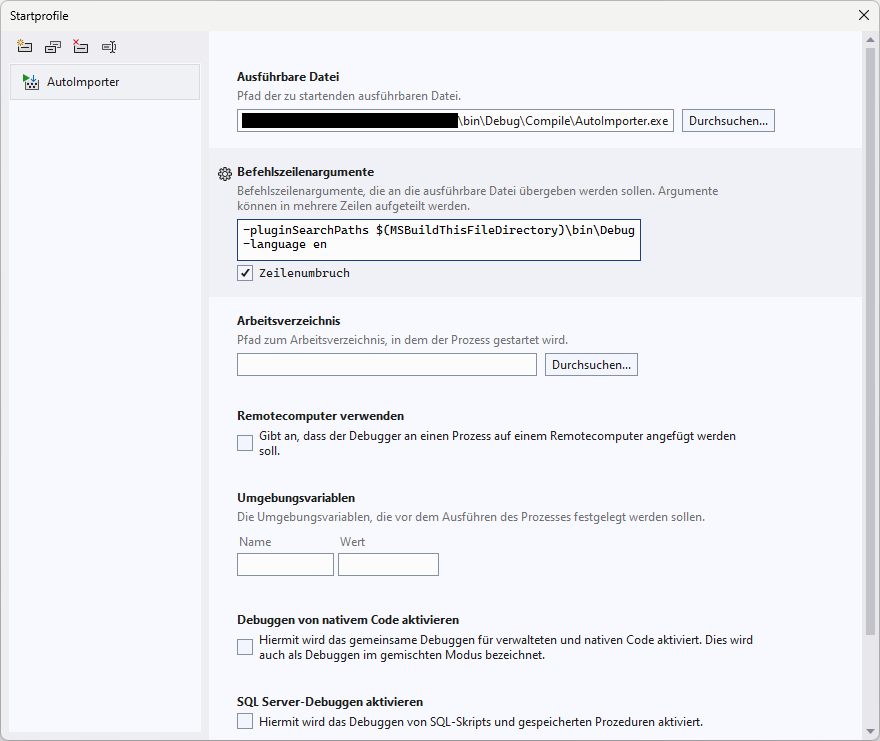 Startprofile
AutoImporter
Ausführbare Datei
Pfad der zu startenden ausführbaren Datei.
\bin\Debug\Compile\AutoImporter.exe
Durchsuchen...
Befehlszeilenargumente
Befehlszeilenargumente, die an die ausführbare Datei übergeben werden sollen. Argumente
können in mehrere Zeilen aufgeteilt werden.
-pluginSearchPaths $(MSBuildThisFileDirectory)\bin\Debug
-language en
Zeilenumbruch
Arbeitsverzeichnis
Pfad zum Arbeitsverzeichnis, in dem der Prozess gestartet wird.
Durchsuchen...
Remotecomputer verwenden
Gibt an, dass der Debugger an einen Prozess auf einem Remotecomputer angefügt werden
soll.
Umgebungsvariablen
Die Umgebungsvariablen, die vor dem Ausführen des Prozesses festgelegt werden sollen.
Name Wert
Debuggen von nativem Code aktivieren
Hiermit wird das gemeinsame Debuggen für verwalteten und nativen Code aktiviert. Dies wird
auch als Debuggen im gemischten Modus bezeichnet.
SQL Server-Debuggen aktivieren
Hiermit wird das Debuggen von SQL-Skripts und gespeicherten Prozeduren aktiviert.